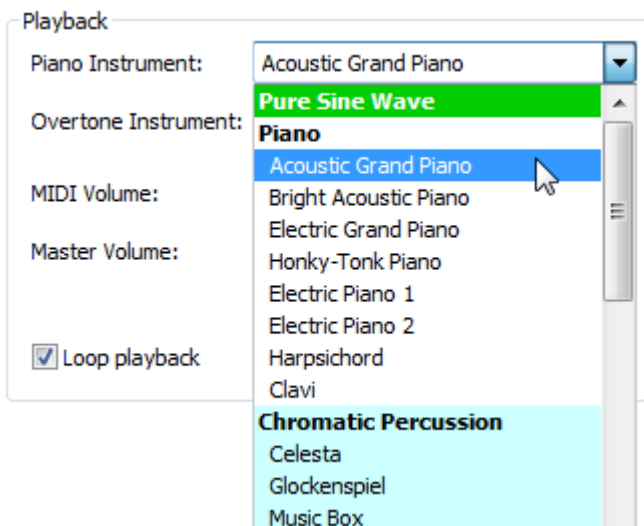 Playback
Piano Instrument: Acoustic Grand Piano
Pure Sine Wave
Overtone Instrument:
Piano
Acoustic Grand Piano
MIDI Volume:
Bright Acoustic Piano
Electric Grand Piano
Master Volume:
Honky-Tonk Piano
Electric Piano 1
Electric Piano 2
Loop playback
Harpsichord
Clavi
Chromatic Percussion
Celesta
Glockenspiel
Music Box